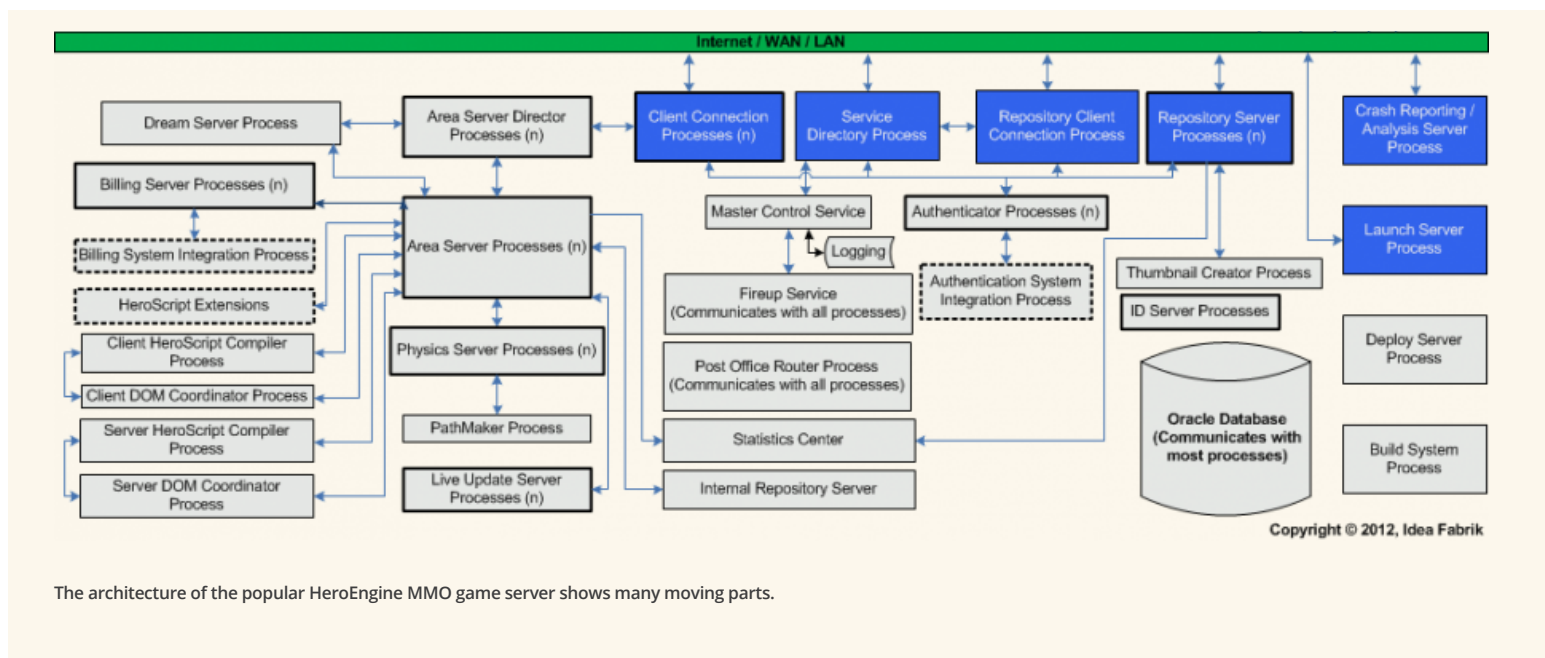 Internet / WAN / LAN
Dream Server Process
Area Server Director
Processes (n)
Client Connection
Processes (n)
Service
Directory Process
Repository Client
Connection Process
Repository Server
Processes (n)
Crash Reporting /
Analysis Server
Process
Billing Server Processes (n)
Area Server Processes (n)
Master Control Service
Authenticator Processes (n)
Launch Server
Process
Billing System Integration Process
Logging
Authentication System
Integration Process
Thumbnail Creator Process
HeroScript Extensions
Fireup Service
(Communicates with all processes)
ID Server Processes
Client HeroScript Compiler
Process
Physics Server Processes (n)
Post Office Router Process
(Communicates with all processes)
Deploy Server
Process
Client DOM Coordinator Process
Server HeroScript Compiler
Process
PathMaker Process
Statistics Center
Oracle Database
(Communicates with
most processes)
Build System
Process
Server DOM Coordinator
Process
Live Update Server
Processes (n)
Internal Repository Server
Copyright © 2012, Idea Fabrik
The architecture of the popular HeroEngine MMO game server shows many moving parts.